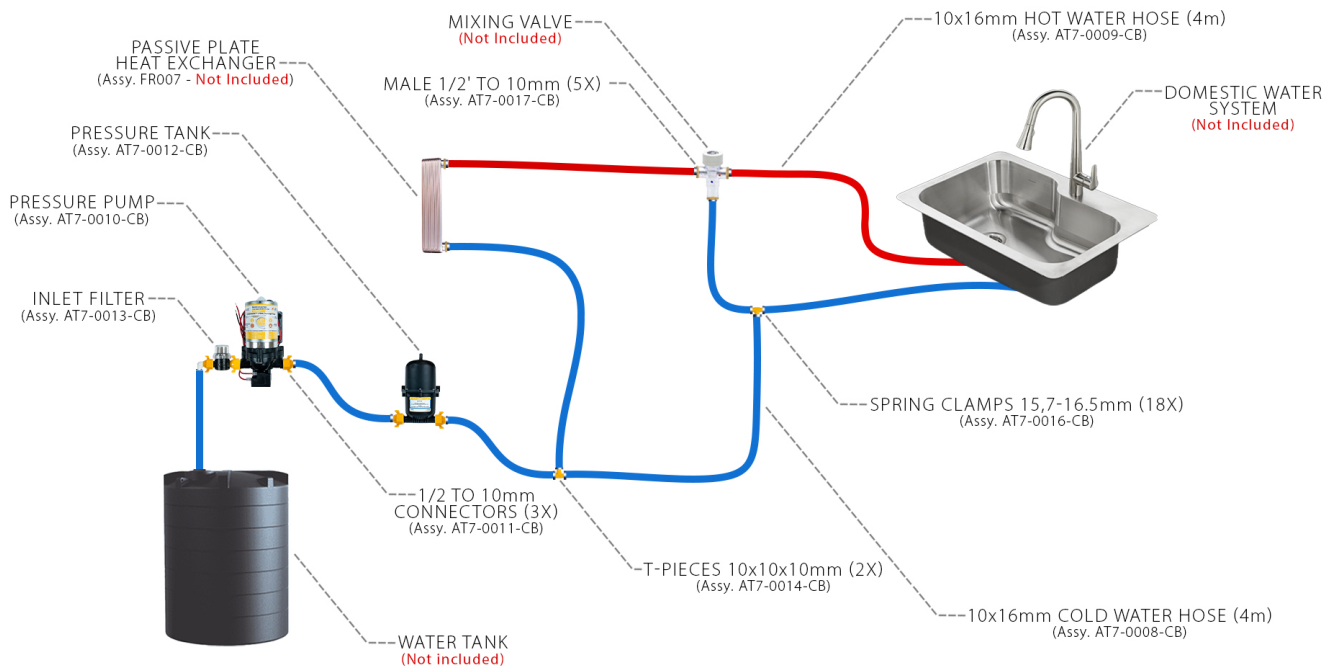 MIXING VALVE
(Not Included)
10x16mm HOT WATER HOSE (4m)
(Assy. AT7-0009-CB)
PASSIVE PLATE
HEAT EXCHANGER
(Assy. FR007 - Not Included)
MALE 1/2' TO 10mm (5X)
(Assy. AT7-0017-CB)
DOMESTIC WATER
SYSTEM
(Not Included)
PRESSURE TANK
(Assy. AT7-0012-CB)
PRESSURE PUMP
(Assy. AT7-0010-CB)
INLET FILTER
(Assy. AT7-0013-CB)
SPRING CLAMPS 15,7-16.5mm (18X)
(Assy. AT7-0016-CB)
1/2 TO 10mm
CONNECTORS (3X)
(Assy. AT7-0011-CB)
T-PIECES 10x10x10mm (2X)
(Assy. AT7-0014-CB)
10x16mm COLD WATER HOSE (4m)
(Assy. AT7-0008-CB)
WATER TANK
(Not included)